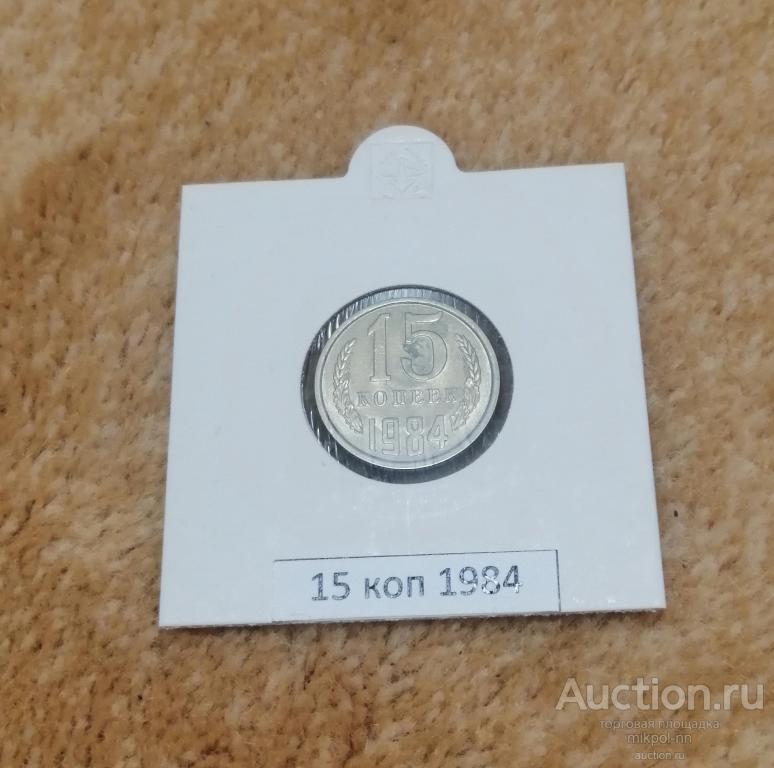 15
КОПЕЕК
1984
15 коп 1984
Auction.ru
торговая площадка
mikpol-nn
auction.ru